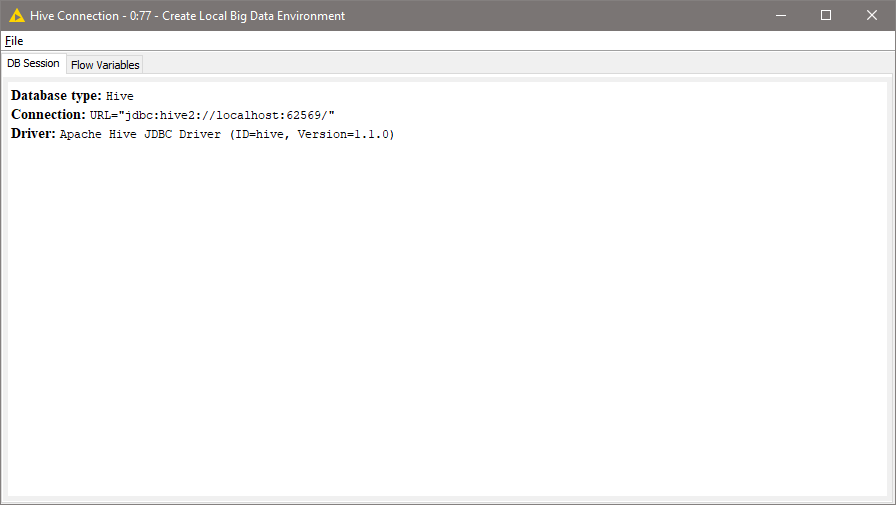 Hive Connection - 0:77 - Create Local Big Data Environment
File
DB Session Flow Variables
Database type: Hive
Connection: URL="jdbc:hive2://localhost:62569/"
Driver: Apache Hive JDBC Driver (ID=hive, Version=1.1.0)